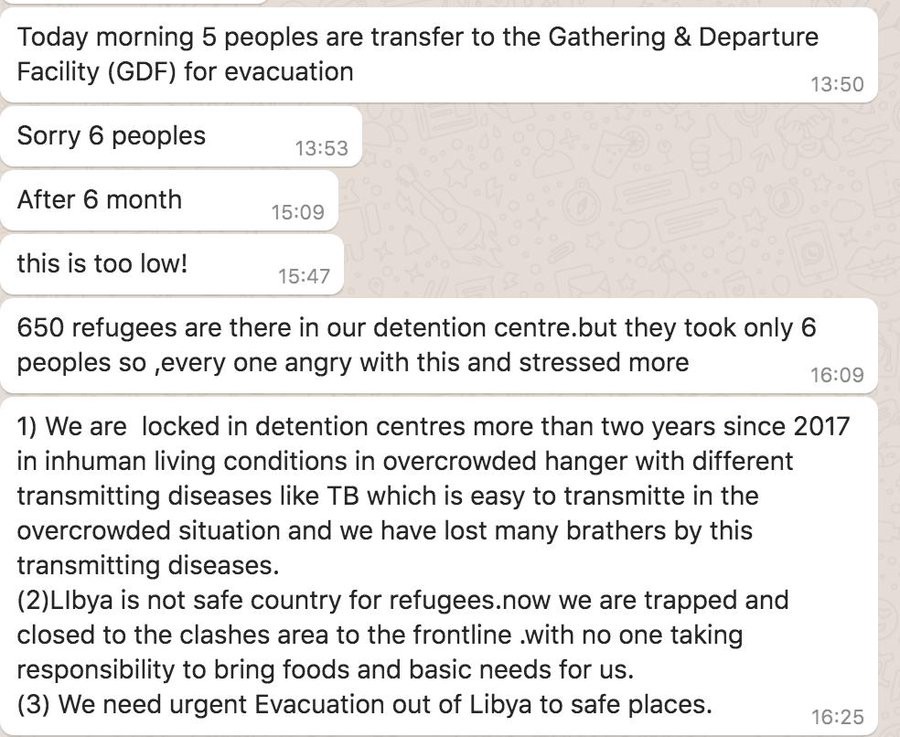 Today morning 5 peoples are transfer to the Gathering & Departure
Facility (GDF) for evacuation
13:50
Sorry 6 peoples
13:53
After 6 month
15:09
this is too low!
15:47
650 refugees are there in our detention centre.but they took only 6
peoples so ,every one angry with this and stressed more
16:09
1) We are  locked in detention centres more than two years since 2017
in inhuman living conditions in overcrowded hanger with different
transmitting diseases like TB which is easy to transmitte in the
overcrowded situation and we have lost many brathers by this
transmitting diseases.
(2)LIbya is not safe country for refugees.now we are trapped and
closed to the clashes area to the frontline .with no one taking
responsibility to bring foods and basic needs for us.
(3) We need urgent Evacuation out of Libya to safe places.
16:25